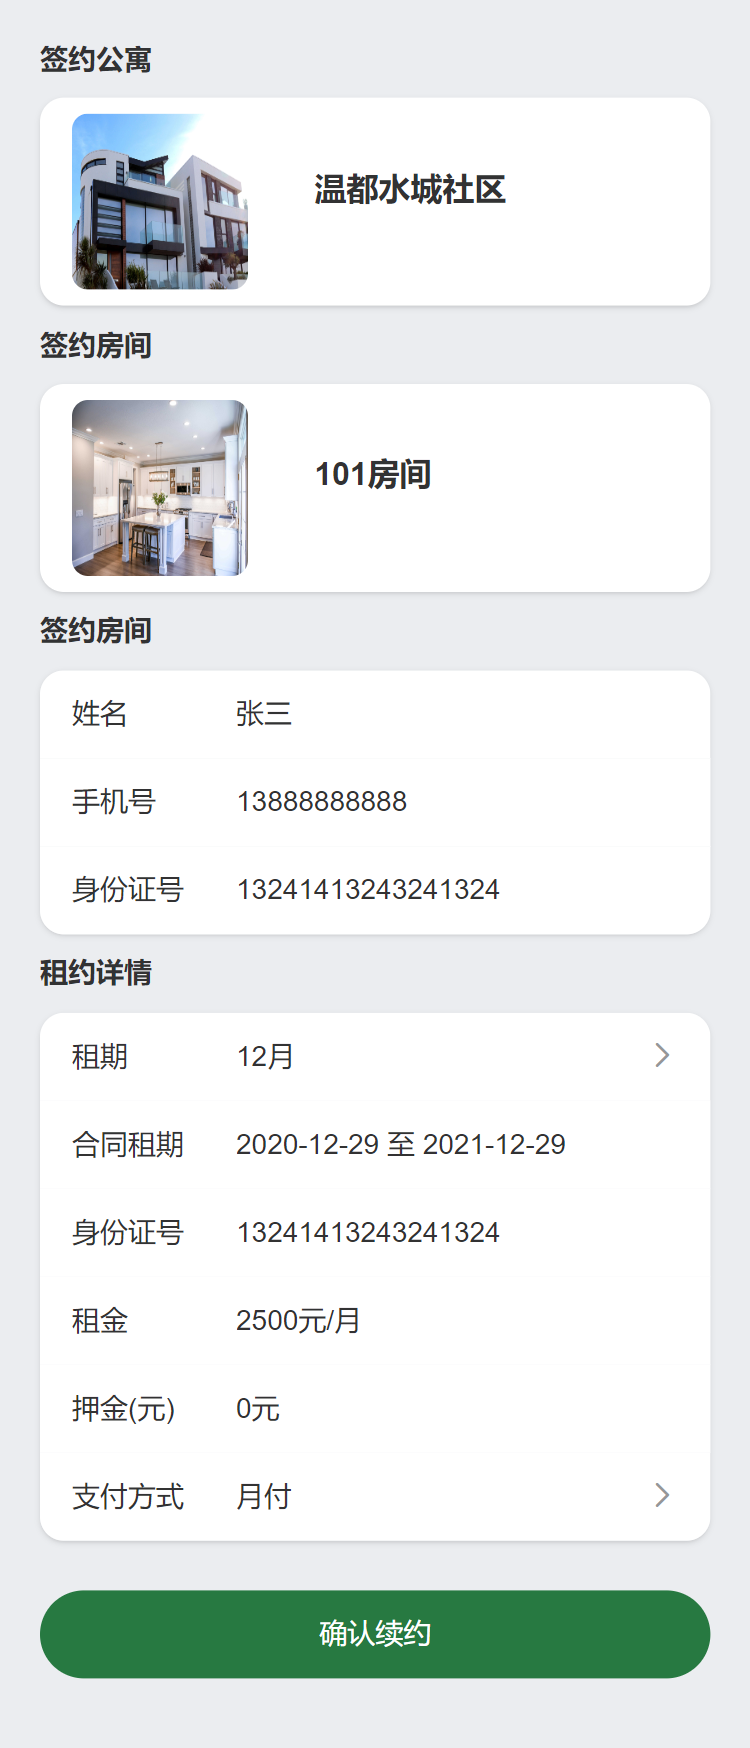 签约公寓
温都水城社区
签约房间
101房间
签约房间
姓名 张三
手机号 13888888888
身份证号 13241413243241324
租约详情
租期 12月
合同租期 2020-12-29 至 2021-12-29
身份证号 13241413243241324
租金 2500元/月
押金(元) 0元
支付方式 月付
确认续约